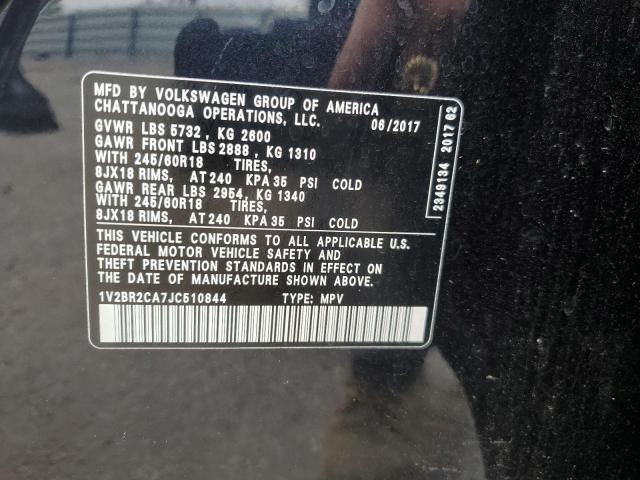 MFD BY VOLKSWAGEN GROUP OF AMERICA
CHATTANOOGA OPERATIONS, LLC. 06/2017
GVWR LBS 5732 , KG 2600
GAWR FRONT LBS 2888 , KG 1310
WITH 245/60R18 TIRES,
8JX18 RIMS, AT 240 KPA 35 PSI COLD
GAWR REAR LBS 2954, KG 1340
WITH 245/60R18 TIRES,
8JX18 RIMS, AT 240 KPA 35 PSI COLD
THIS VEHICLE CONFORMS TO ALL APPLICABLE U.S.
FEDERAL MOTOR VEHICLE SAFETY AND
THEFT PREVENTION STANDARDS IN EFFECT ON
THE DATE OF MANUFACTURE SHOWN ABOVE.
1V2BR2CA7JC510844 TYPE: MPV
2349134 2017 62